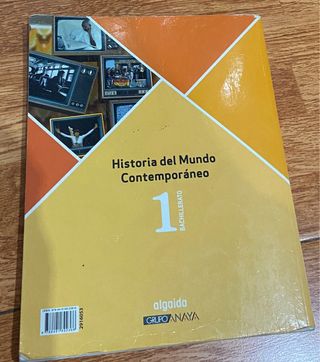 Historia del Mundo
Contemporáneo
1
BACHILLERATO
algaida
GRUPO ANAYA